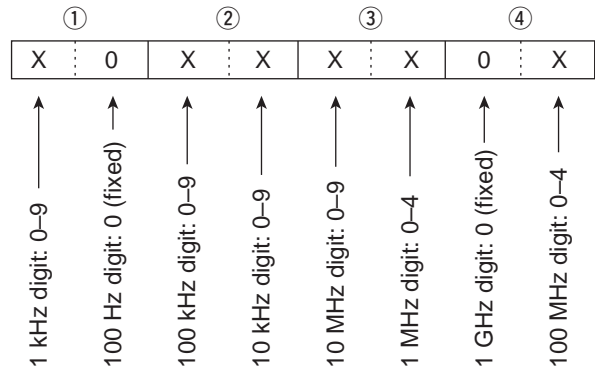 ① ② ③ ④
X 0 X X X X 0 X
1 kHz digit: 0–9
100 Hz digit: 0 (fixed)
100 kHz digit: 0–9
10 kHz digit: 0–9
10 MHz digit: 0–9
1 MHz digit: 0–4
1 GHz digit: 0 (fixed)
100 MHz digit: 0–4